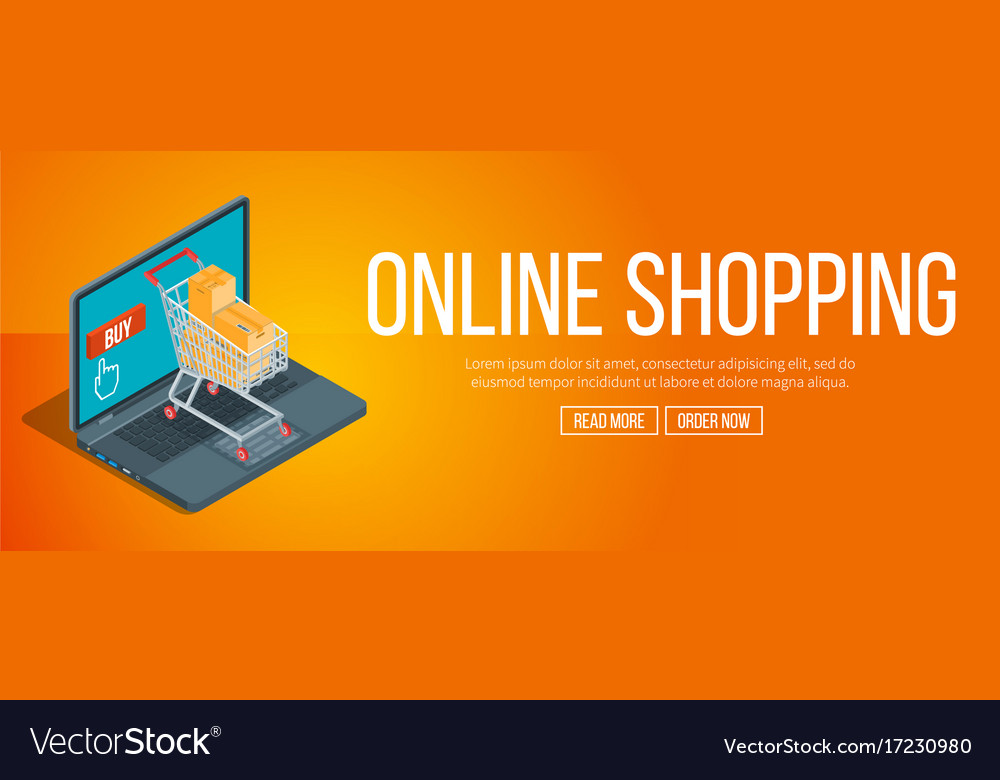 BUY
ONLINE SHOPPING
Lorem ipsum dolor sit amet, consectetur adipisicing elit, sed do
eiusmod tempor incididunt ut labore et dolore magna aliqua.
READ MORE ORDER NOW
VectorStock® VectorStock.com/17230980